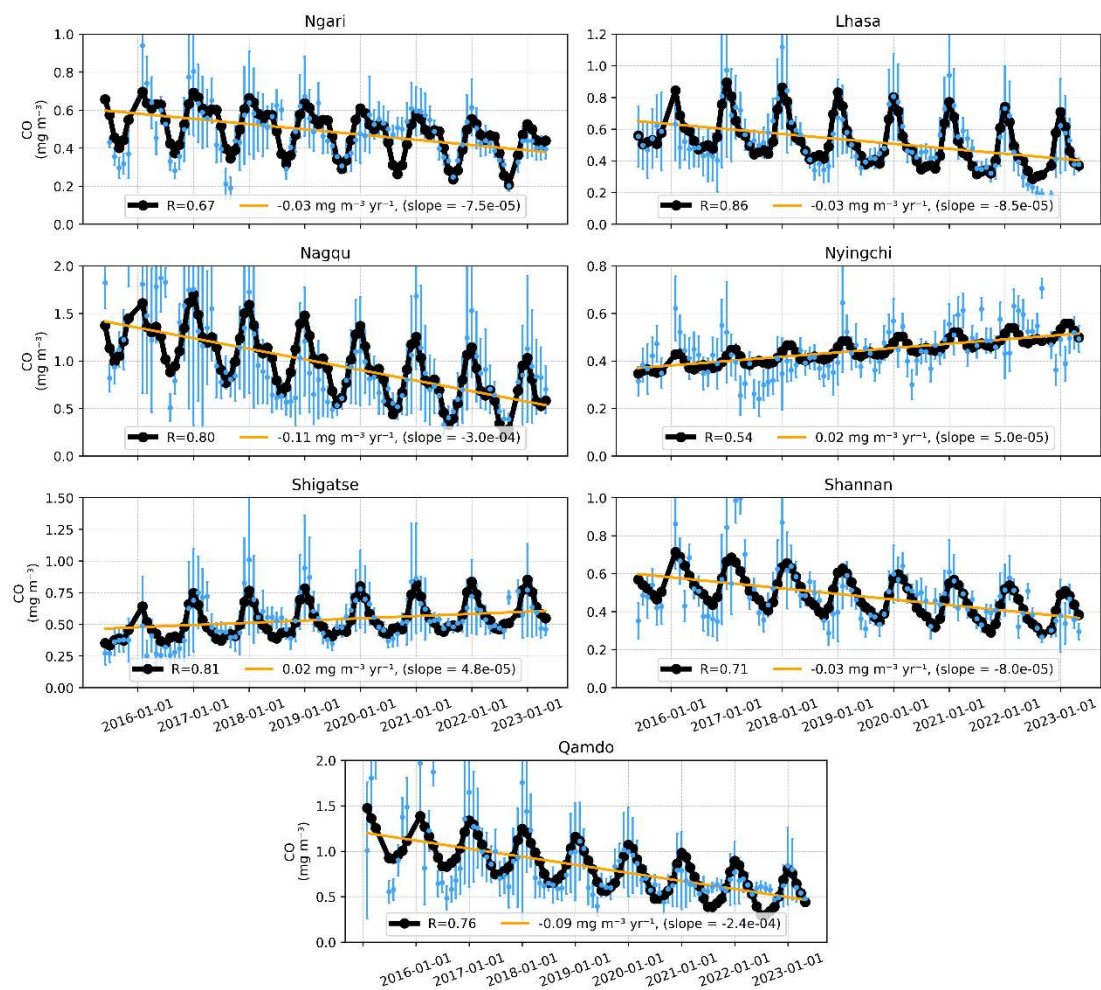 Ngari
Lhasa
1.0
0.8
0.6
0.4
0.2
0.0
CO
(mg m⁻³)
R=0.67
-0.03 mg m⁻³ yr⁻¹, (slope = -7.5e-05)
1.2
1.0
0.8
0.6
0.4
0.2
0.0
R=0.86
-0.03 mg m⁻³ yr⁻¹, (slope = -8.5e-05)
Nagqu
Nyingchi
2.0
1.5
1.0
0.5
0.0
CO
(mg m⁻³)
R=0.80
-0.11 mg m⁻³ yr⁻¹, (slope = -3.0e-04)
0.8
0.6
0.4
0.2
0.0
R=0.54
0.02 mg m⁻³ yr⁻¹, (slope = 5.0e-05)
Shigatse
Shannan
1.50
1.25
1.00
0.75
0.50
0.25
0.00
CO
(mg m⁻³)
R=0.81
0.02 mg m⁻³ yr⁻¹, (slope = 4.8e-05)
2016-01-01 2017-01-01 2018-01-01 2019-01-01 2020-01-01 2021-01-01 2022-01-01 2023-01-01
1.0
0.8
0.6
0.4
0.2
0.0
R=0.71
-0.03 mg m⁻³ yr⁻¹, (slope = -8.0e-05)
2016-01-01 2017-01-01 2018-01-01 2019-01-01 2020-01-01 2021-01-01 2022-01-01 2023-01-01
Qamdo
2.0
1.5
1.0
0.5
0.0
CO
(mg m⁻³)
R=0.76
-0.09 mg m⁻³ yr⁻¹, (slope = -2.4e-04)
2016-01-01 2017-01-01 2018-01-01 2019-01-01 2020-01-01 2021-01-01 2022-01-01 2023-01-01